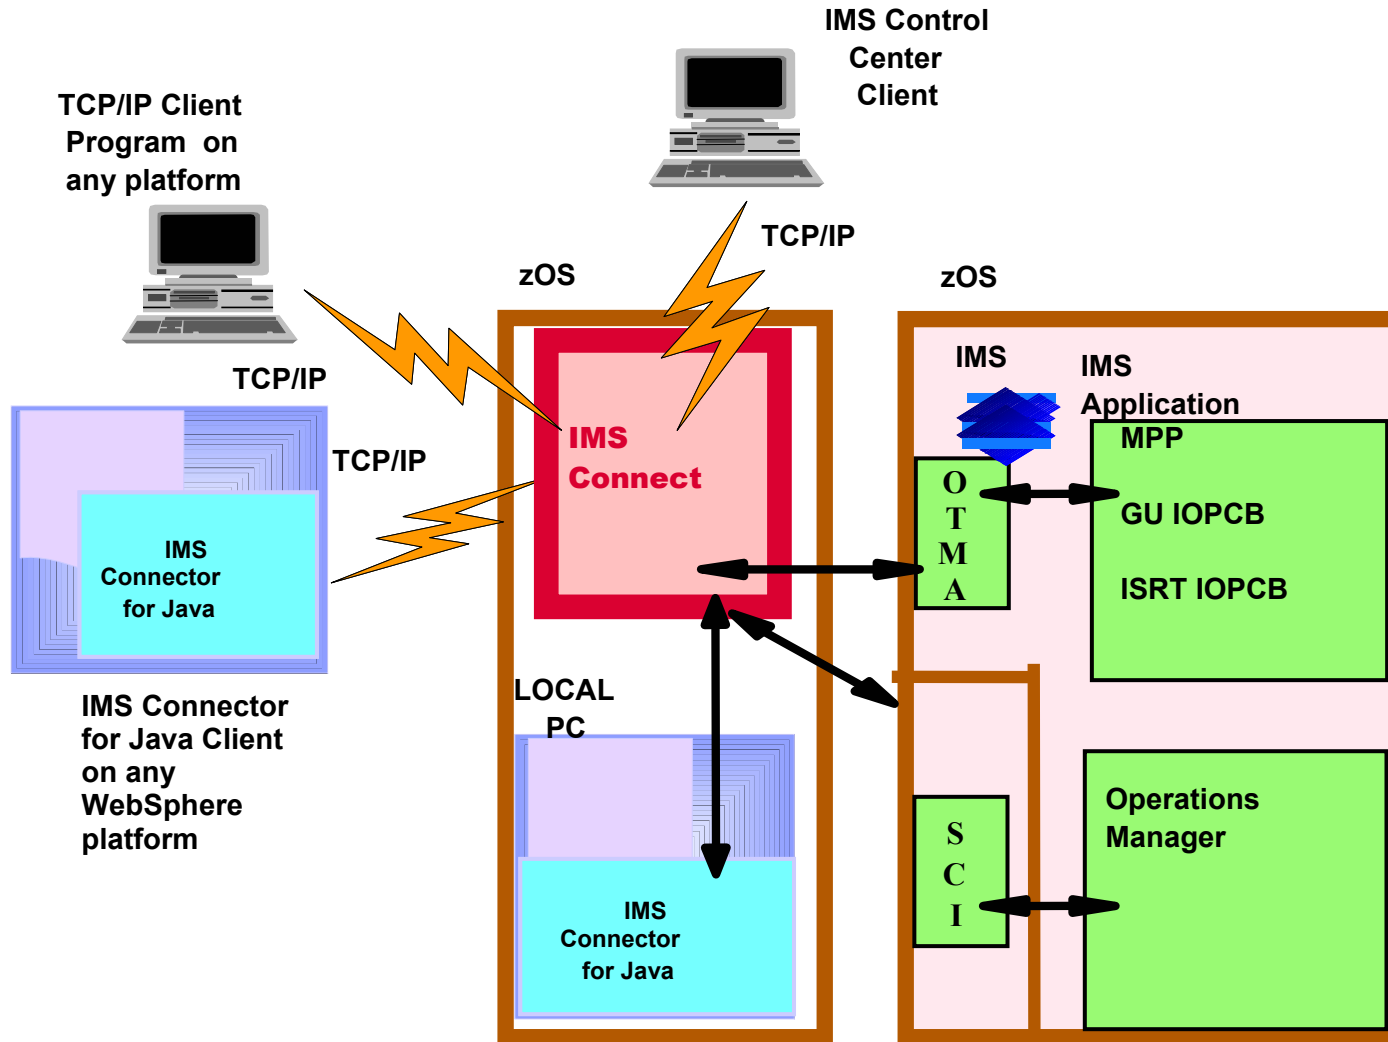 IMS Control
Center
Client
TCP/IP Client
Program on
any platform
TCP/IP
zOS
zOS
TCP/IP
TCP/IP
IMS
Connect
IMS
IMS
Application
MPP
GU IOPCB
ISRT IOPCB
O
T
M
A
IMS
Connector
for Java
IMS Connector
for Java Client
on any
WebSphere
platform
LOCAL
PC
IMS
Connector
for Java
S
C
I
Operations
Manager